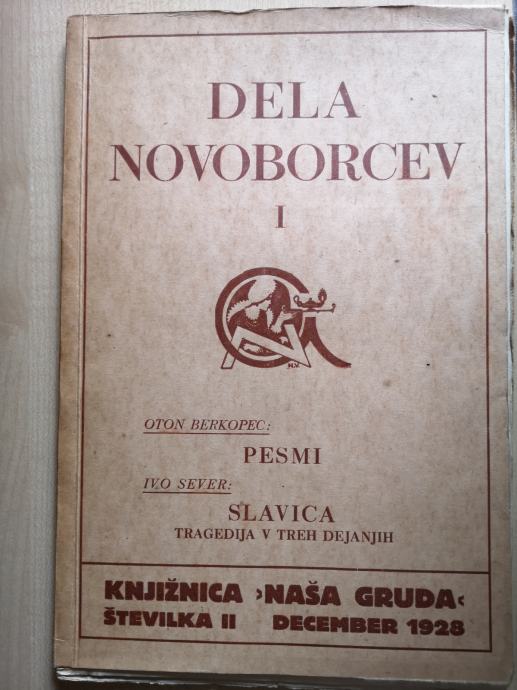 DELA
NOVOBORCEV
I
H.V.
OTON BERKOPEC:
PESMI
IVO SEVER:
SLAVICA
TRAGEDIJA V TREH DEJANJIH
KNJIŽNICA ›NAŠA GRUDA‹
ŠTEVILKA II DECEMBER 1928